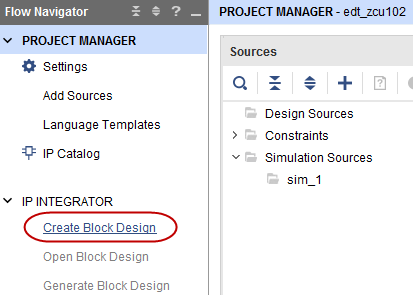 Flow Navigator
PROJECT MANAGER
Settings
Add Sources
Language Templates
IP Catalog
IP INTEGRATOR
Create Block Design
Open Block Design
Generate Block Design
PROJECT MANAGER - edt_zcu102
Sources
Design Sources
Constraints
Simulation Sources
sim_1